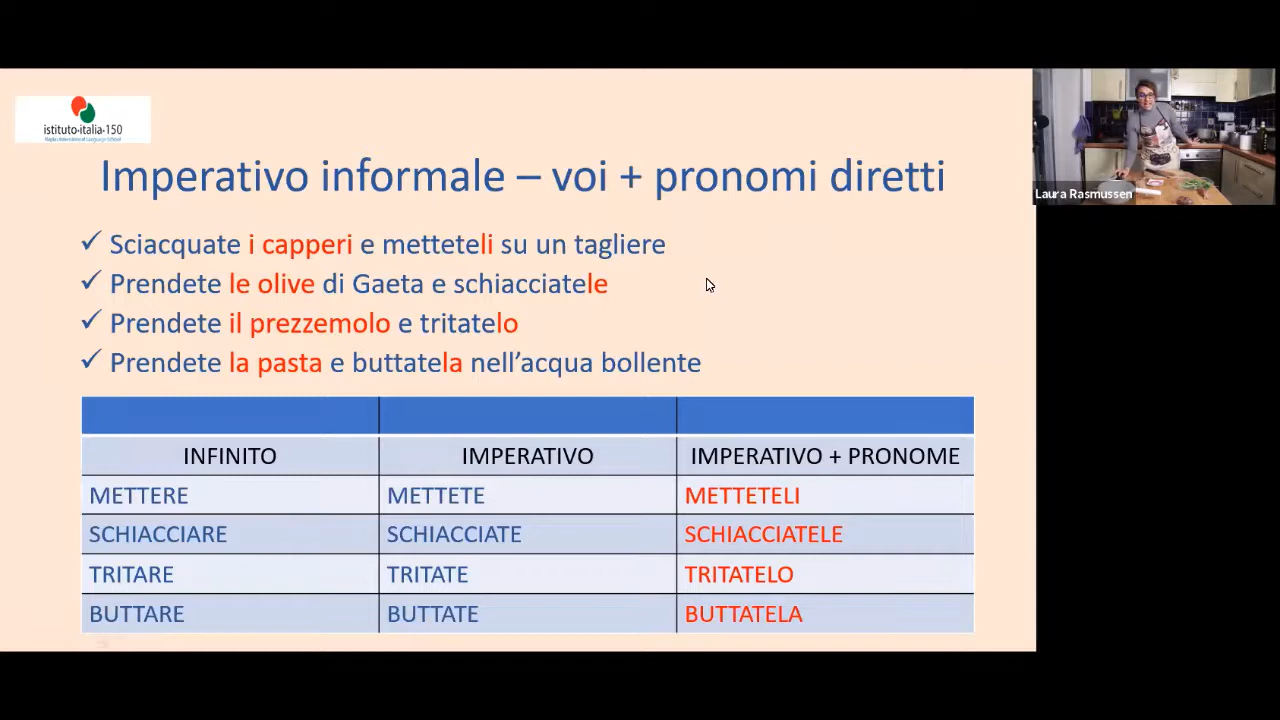 istituto-italia-150
Imperativo informale – voi + pronomi diretti
✓ Sciacquate i capperi e metteteli su un tagliere
✓ Prendete le olive di Gaeta e schiacciatele
✓ Prendete il prezzemolo e tritatelo
✓ Prendete la pasta e buttatela nell’acqua bollente
INFINITO IMPERATIVO IMPERATIVO + PRONOME
METTERE METTETE METTETELI
SCHIACCIARE SCHIACCIATE SCHIACCIATELE
TRITARE TRITATE TRITATELO
BUTTARE BUTTATE BUTTATELA
Laura Rasmussen